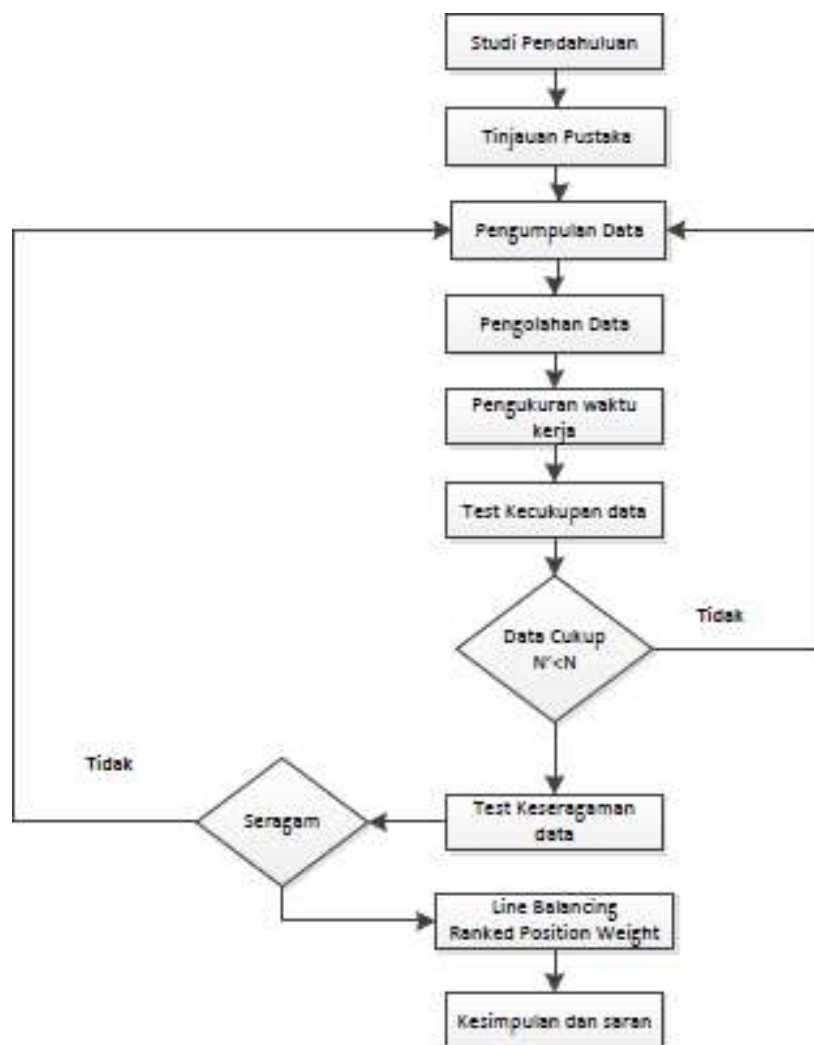 Studi Pendahuluan
Tinjauan Pustaka
Pengumpulan Data
Pengolahan Data
Pengukuran waktu
kerja
Test Kecukupan data
Data Cukup
N'<N
Tidak
Tidak
Seragam
Test Keseragaman
data
Line Balancing
Ranked Position Weight
Kesimpulan dan saran